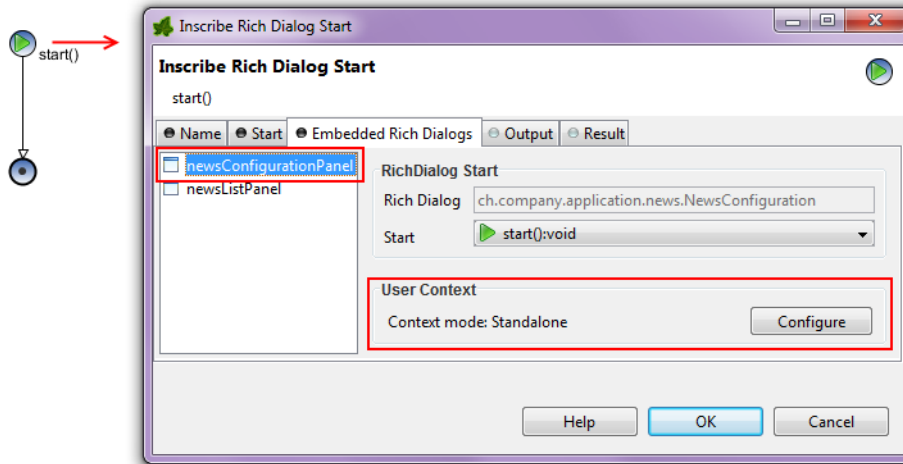 Inscribe Rich Dialog Start
start()
Inscribe Rich Dialog Start
start()
Name Start Embedded Rich Dialogs Output Result
newsConfigurationPanel
newsListPanel
RichDialog Start
Rich Dialog ch.company.application.news.NewsConfiguration
Start start():void
User Context
Context mode: Standalone Configure
Help OK Cancel